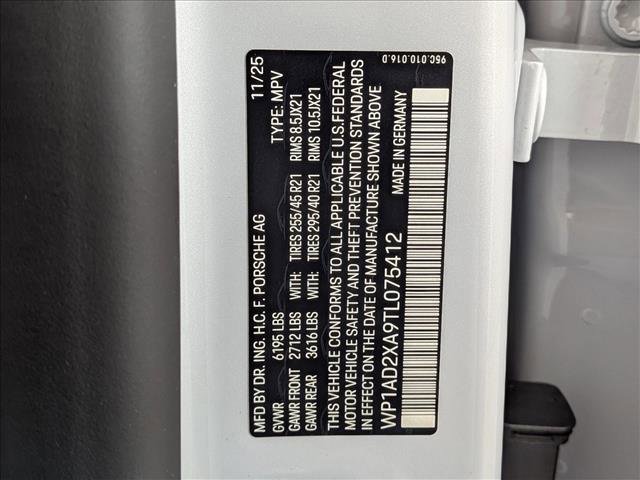 MFD BY DR. ING. H.C. F. PORSCHE AG 11/25
GVWR 6195 LBS TYPE: MPV
GAWR FRONT 2712 LBS WITH: TIRES 255/45 R21 RIMS 8.5JX21
GAWR REAR 3616 LBS WITH: TIRES 295/40 R21 RIMS 10.5JX21
THIS VEHICLE CONFORMS TO ALL APPLICABLE U.S.FEDERAL
MOTOR VEHICLE SAFETY AND THEFT PREVENTION STANDARDS
IN EFFECT ON THE DATE OF MANUFACTURE SHOWN ABOVE
WP1AD2XA9TL075412 MADE IN GERMANY
95C.010.016.D